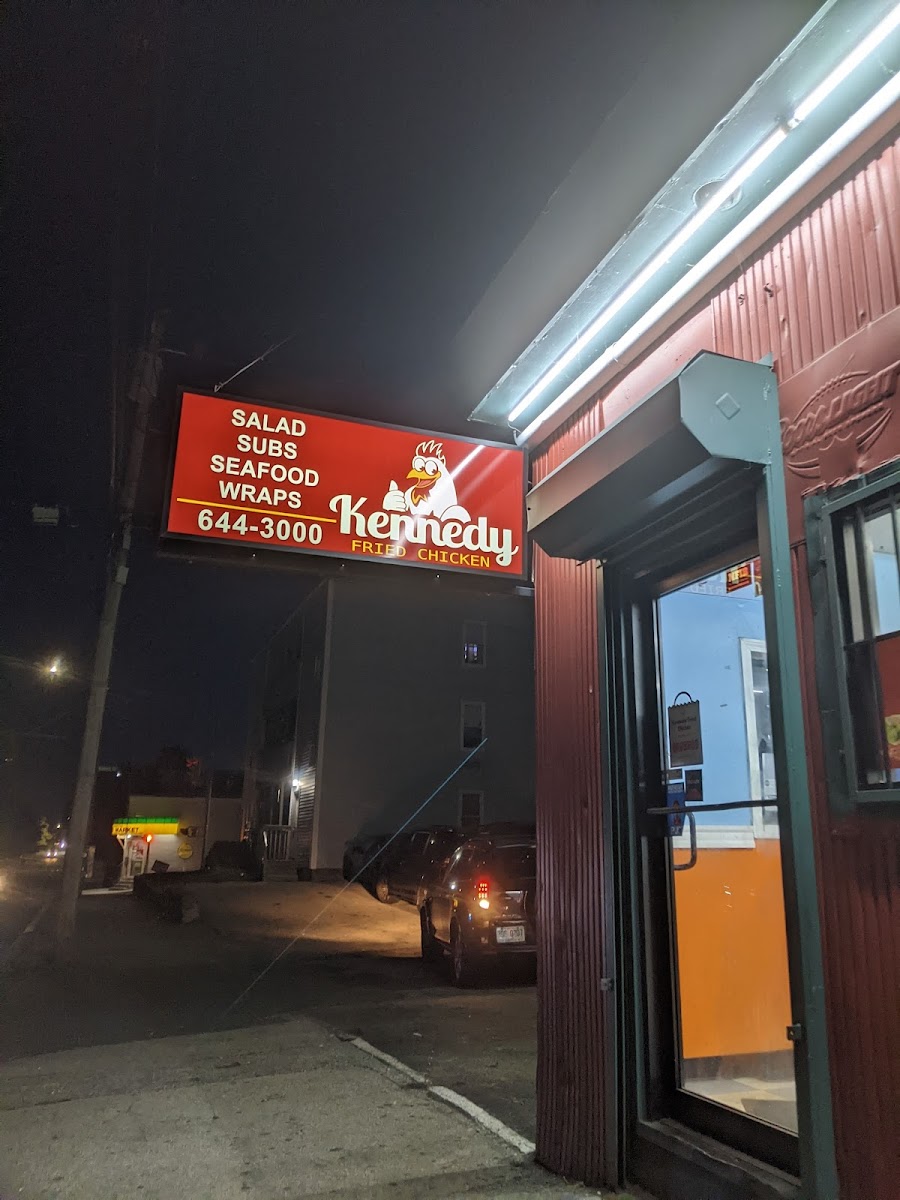 SALAD
SUBS
SEAFOOD
WRAPS
644-3000
Kennedy
FRIED CHICKEN
MARKET